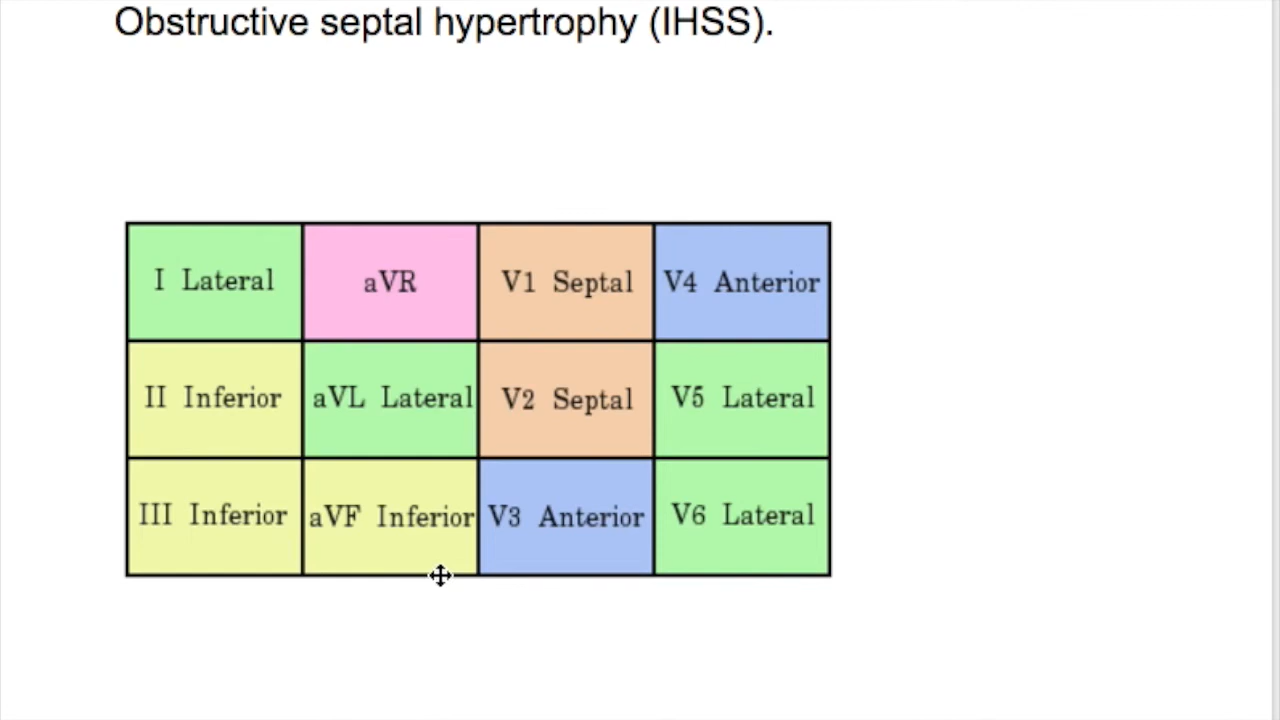 Obstructive septal hypertrophy (IHSS).
I Lateral aVR V1 Septal V4 Anterior
II Inferior aVL Lateral V2 Septal V5 Lateral
III Inferior aVF Inferior V3 Anterior V6 Lateral